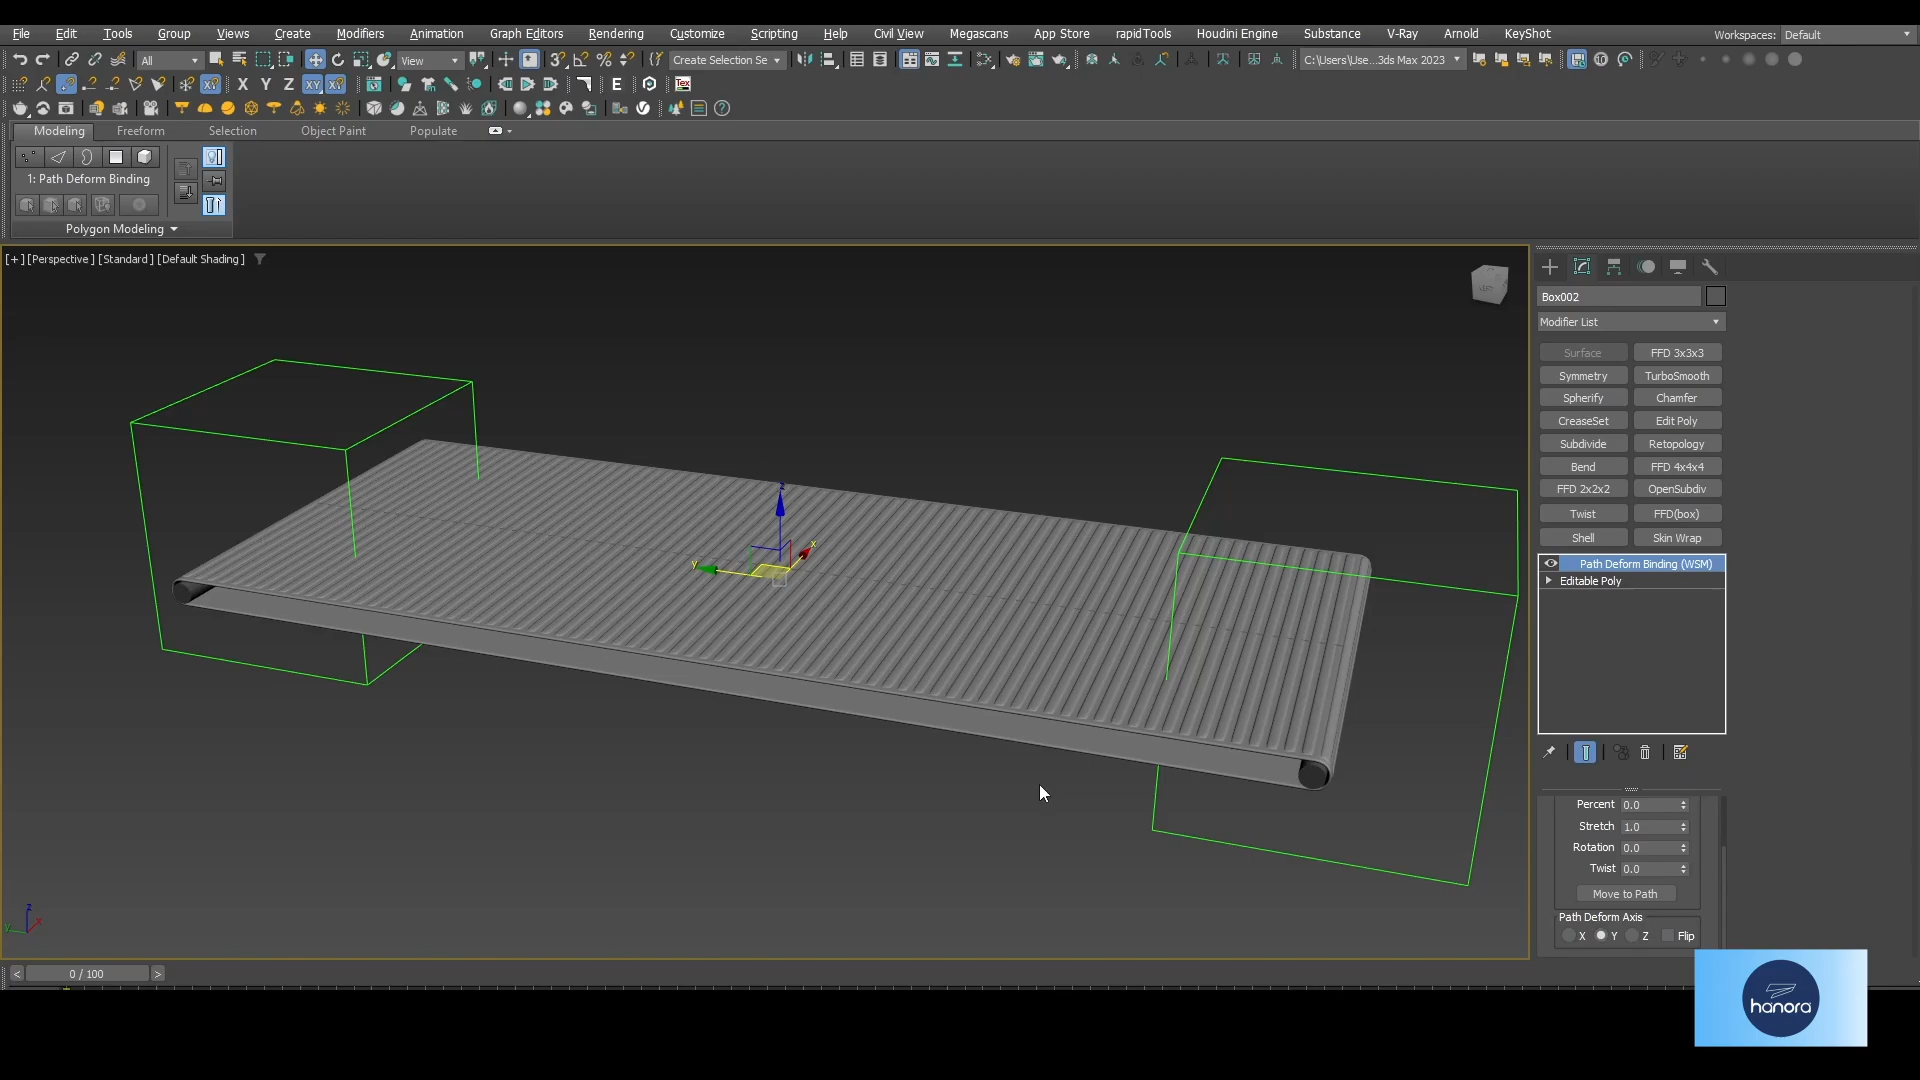 File Edit Tools Group Views Create Modifiers Animation Graph Editors Rendering Customize Scripting Help Civil View Megascans App Store rapidTools Houdini Engine Substance V-Ray Arnold KeyShot Workspaces: Default
All View Create Selection Se C:\Users\Use...3ds Max 2023
X Y Z XY XP E Tex
Modeling Freeform Selection Object Paint Populate
1: Path Deform Binding
Polygon Modeling
[+] [Perspective] [Standard] [Default Shading]
Box002
Modifier List
Surface FFD 3x3x3
Symmetry TurboSmooth
Spherify Chamfer
CreaseSet Edit Poly
Subdivide Retopology
Bend FFD 4x4x4
FFD 2x2x2 OpenSubdiv
Twist FFD(box)
Shell Skin Wrap
Path Deform Binding (WSM)
Editable Poly
z
x
y
Percent 0.0
Stretch 1.0
Rotation 0.0
Twist 0.0
Move to Path
Path Deform Axis
X Y Z Flip
z
x
y
< 0 / 100 >
hanora